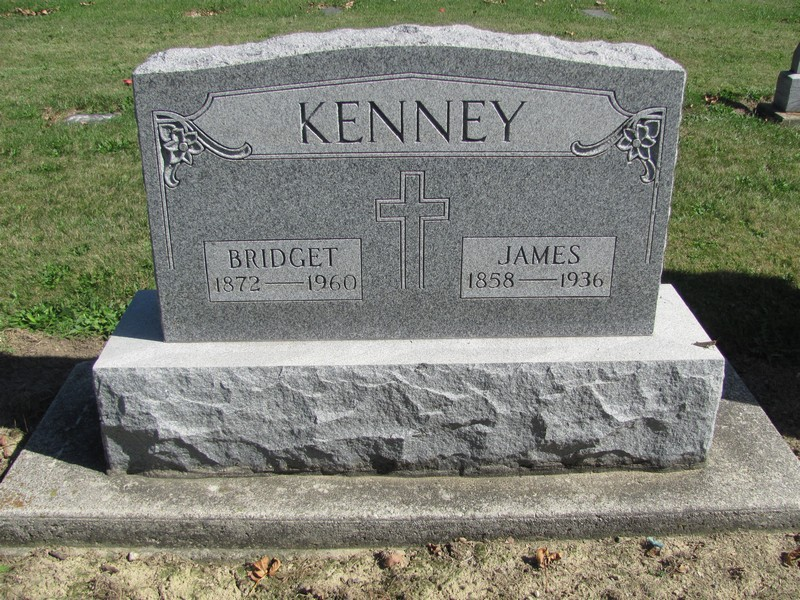 KENNEY
BRIDGET
1872 — 1960
JAMES
1858 — 1936